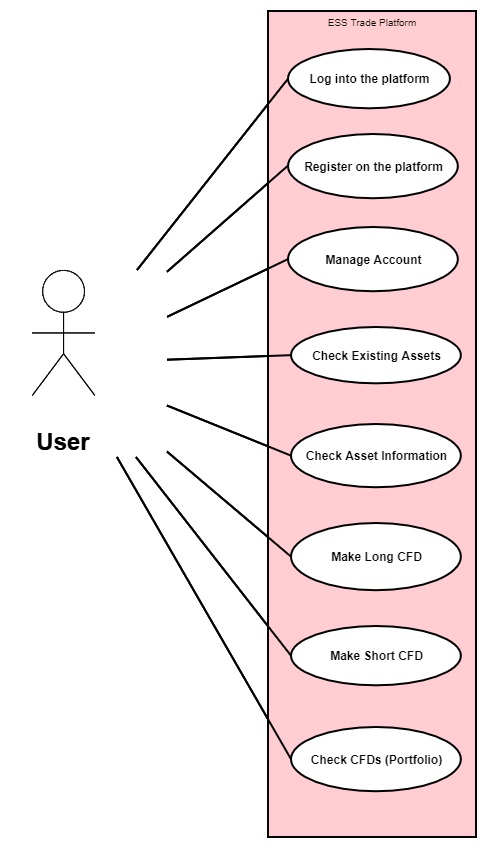 ESS Trade Platform
Log into the platform
Register on the platform
Manage Account
Check Existing Assets
User
Check Asset Information
Make Long CFD
Make Short CFD
Check CFDs (Portfolio)